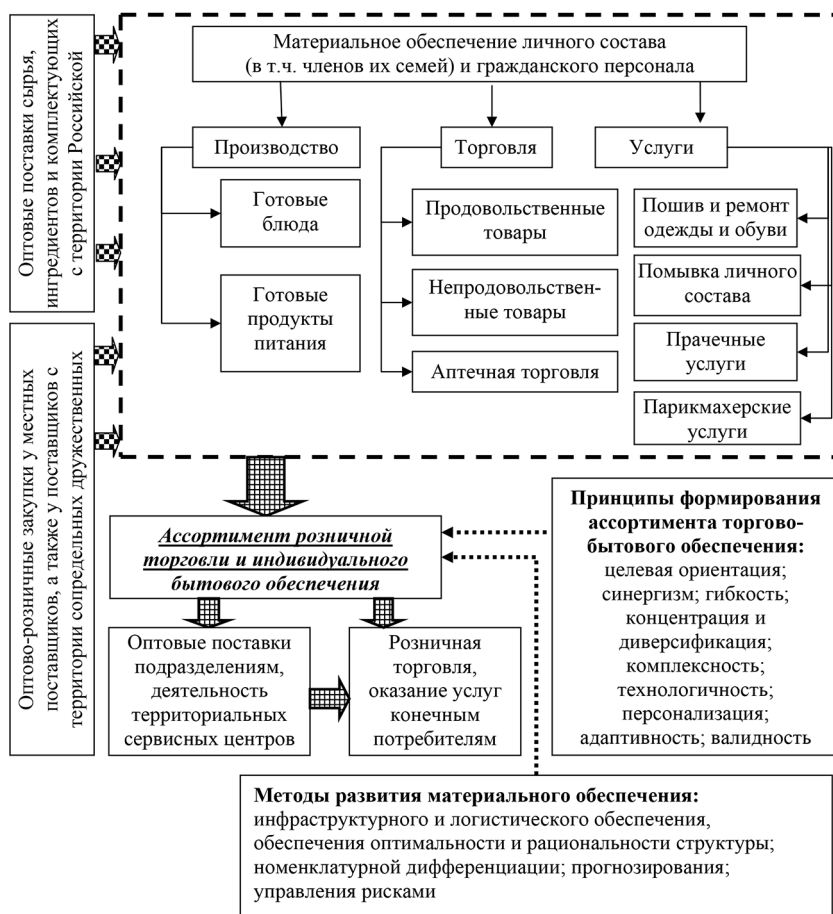 Оптовые поставки сырья,
ингредиентов и комплектующих
с территории Российской
Оптово-розничные закупки у местных
поставщиков, а также у поставщиков с
территории сопредельных дружественных
Материальное обеспечение личного состава
(в т.ч. членов их семей) и гражданского персонала
Производство
Готовые
блюда
Готовые
продукты
питания
Торговля
Продовольственные
товары
Непродовольствен-
ные товары
Аптечная торговля
Услуги
Пошив и ремонт
одежды и обуви
Помывка личного
состава
Прачечные
услуги
Парикмахерские
услуги
Ассортимент розничной
торговли и индивидуального
бытового обеспечения
Оптовые поставки
подразделениям,
деятельность
территориальных
сервисных центров
Розничная
торговля,
оказание услуг
конечным
потребителям
Принципы формирования
ассортимента торгово-
бытового обеспечения:
целевая ориентация;
синергизм; гибкость;
концентрация и
диверсификация;
комплексность;
технологичность;
персонализация;
адаптивность; валидность
Методы развития материального обеспечения:
инфраструктурного и логистического обеспечения,
обеспечения оптимальности и рациональности структуры;
номенклатурной дифференциации; прогнозирования;
управления рисками